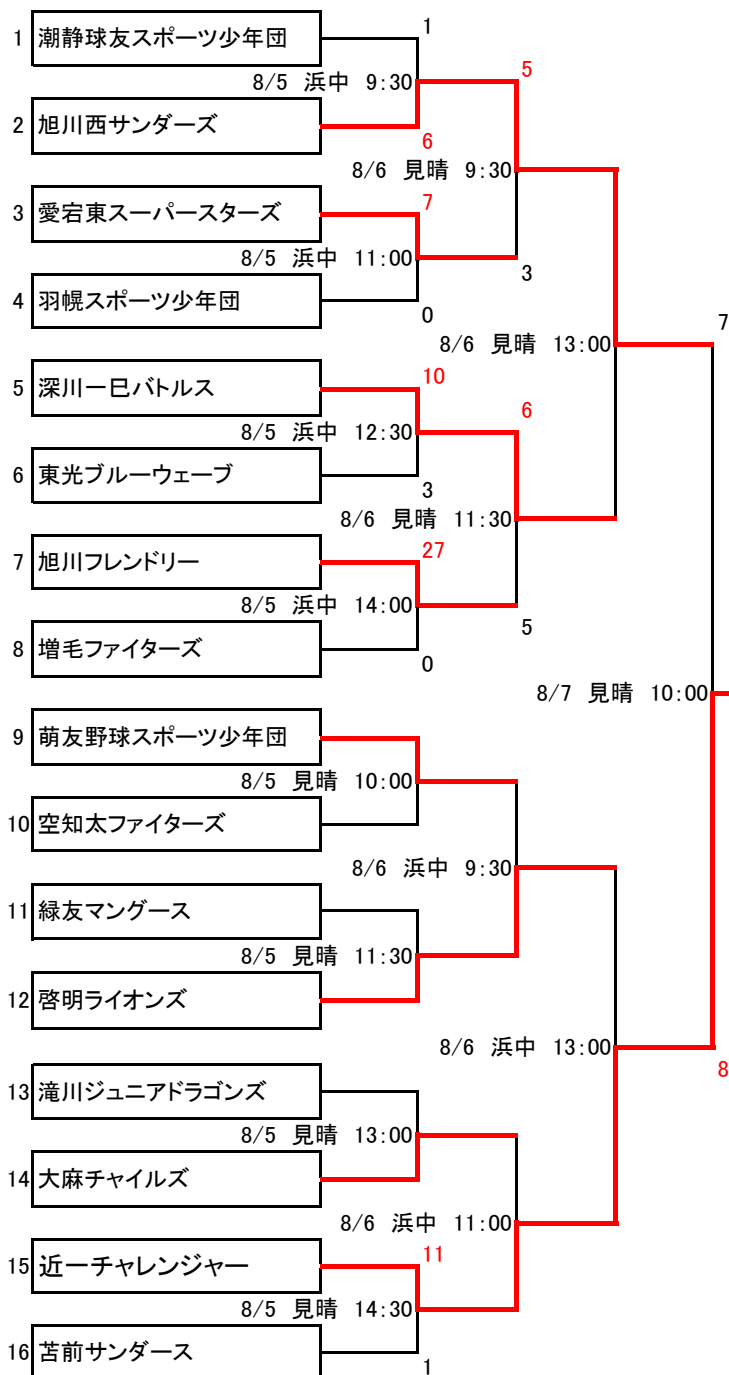 1
1 潮静球友スポーツ少年団
5
8/5 浜中 9:30
2 旭川西サンダーズ
6
8/6 見晴 9:30
7
3 愛宕東スーパースターズ
8/5 浜中 11:00
3
4 羽幌スポーツ少年団
0
7
8/6 見晴 13:00
10
5 深川一已バトルス
6
8/5 浜中 12:30
6 東光ブルーウェーブ
3
8/6 見晴 11:30
27
7 旭川フレンドリー
8/5 浜中 14:00
5
8 増毛ファイターズ
0
8/7 見晴 10:00
9 萌友野球スポーツ少年団
8/5 見晴 10:00
10 空知太ファイターズ
8/6 浜中 9:30
11 緑友マングース
8/5 見晴 11:30
12 啓明ライオンズ
8/6 浜中 13:00
8
13 滝川ジュニアドラゴンズ
8/5 見晴 13:00
14 大麻チャイルズ
8/6 浜中 11:00
11
15 近一チャレンジャー
8/5 見晴 14:30
16 苫前サンダース
1